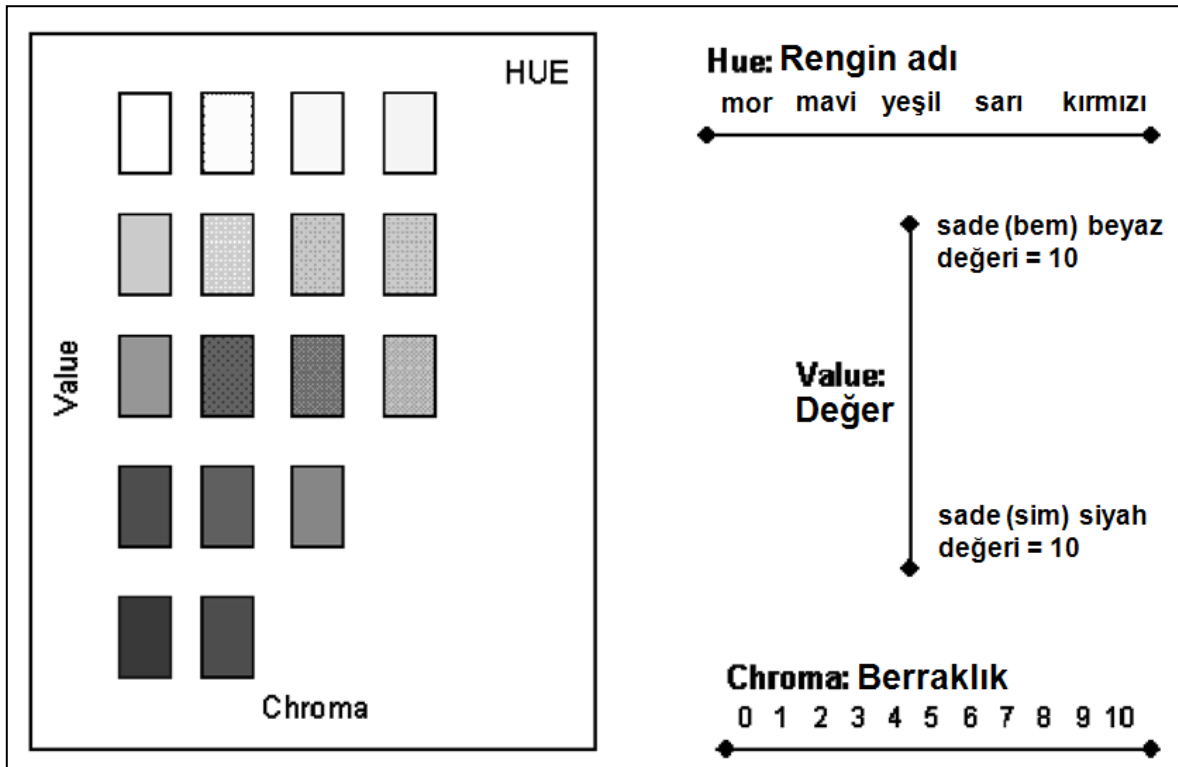 HUE
Value
Chroma
Hue: Rengin adı
mor mavi yeşil sarı kırmızı
sade (bem) beyaz
değeri = 10
Value:
Değer
sade (sim) siyah
değeri = 10
Chroma: Berraklık
0 1 2 3 4 5 6 7 8 9 10